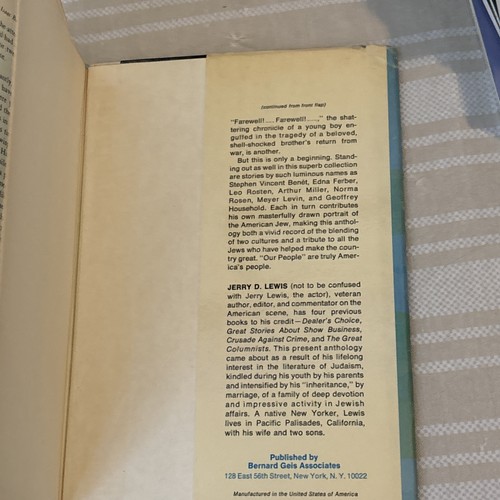 (continued from front flap)
"Farewell! ... Farewell! ....," the shat-
tering chronicle of a young boy en-
gulfed in the tragedy of a beloved,
shell-shocked brother's return from
war, is another.
But this is only a beginning. Stand-
ing out as well in this superb collection
are stories by such luminous names as
Stephen Vincent Benét, Edna Ferber,
Leo Rosten, Arthur Miller, Norma
Rosen, Meyer Levin, and Geoffrey
Household. Each in turn contributes
his own masterfully drawn portrait of
the American Jew, making this anthol-
ogy both a vivid record of the blending
of two cultures and a tribute to all the
Jews who have helped make the coun-
try great. "Our People" are truly Amer-
ica's people.
JERRY D. LEWIS (not to be confused
with Jerry Lewis, the actor), veteran
author, editor, and commentator on the
American scene, has four previous
books to his credit—Dealer's Choice,
Great Stories About Show Business,
Crusade Against Crime, and The Great
Columnists. This present anthology
came about as a result of his lifelong
interest in the literature of Judaism,
kindled during his youth by his parents
and intensified by his "inheritance," by
marriage, of a family of deep devotion
and impressive activity in Jewish
affairs. A native New Yorker, Lewis
lives in Pacific Palisades, California,
with his wife and two sons.
Published by
Bernard Geis Associates
128 East 56th Street, New York, N. Y. 10022
Manufactured in the United States of America